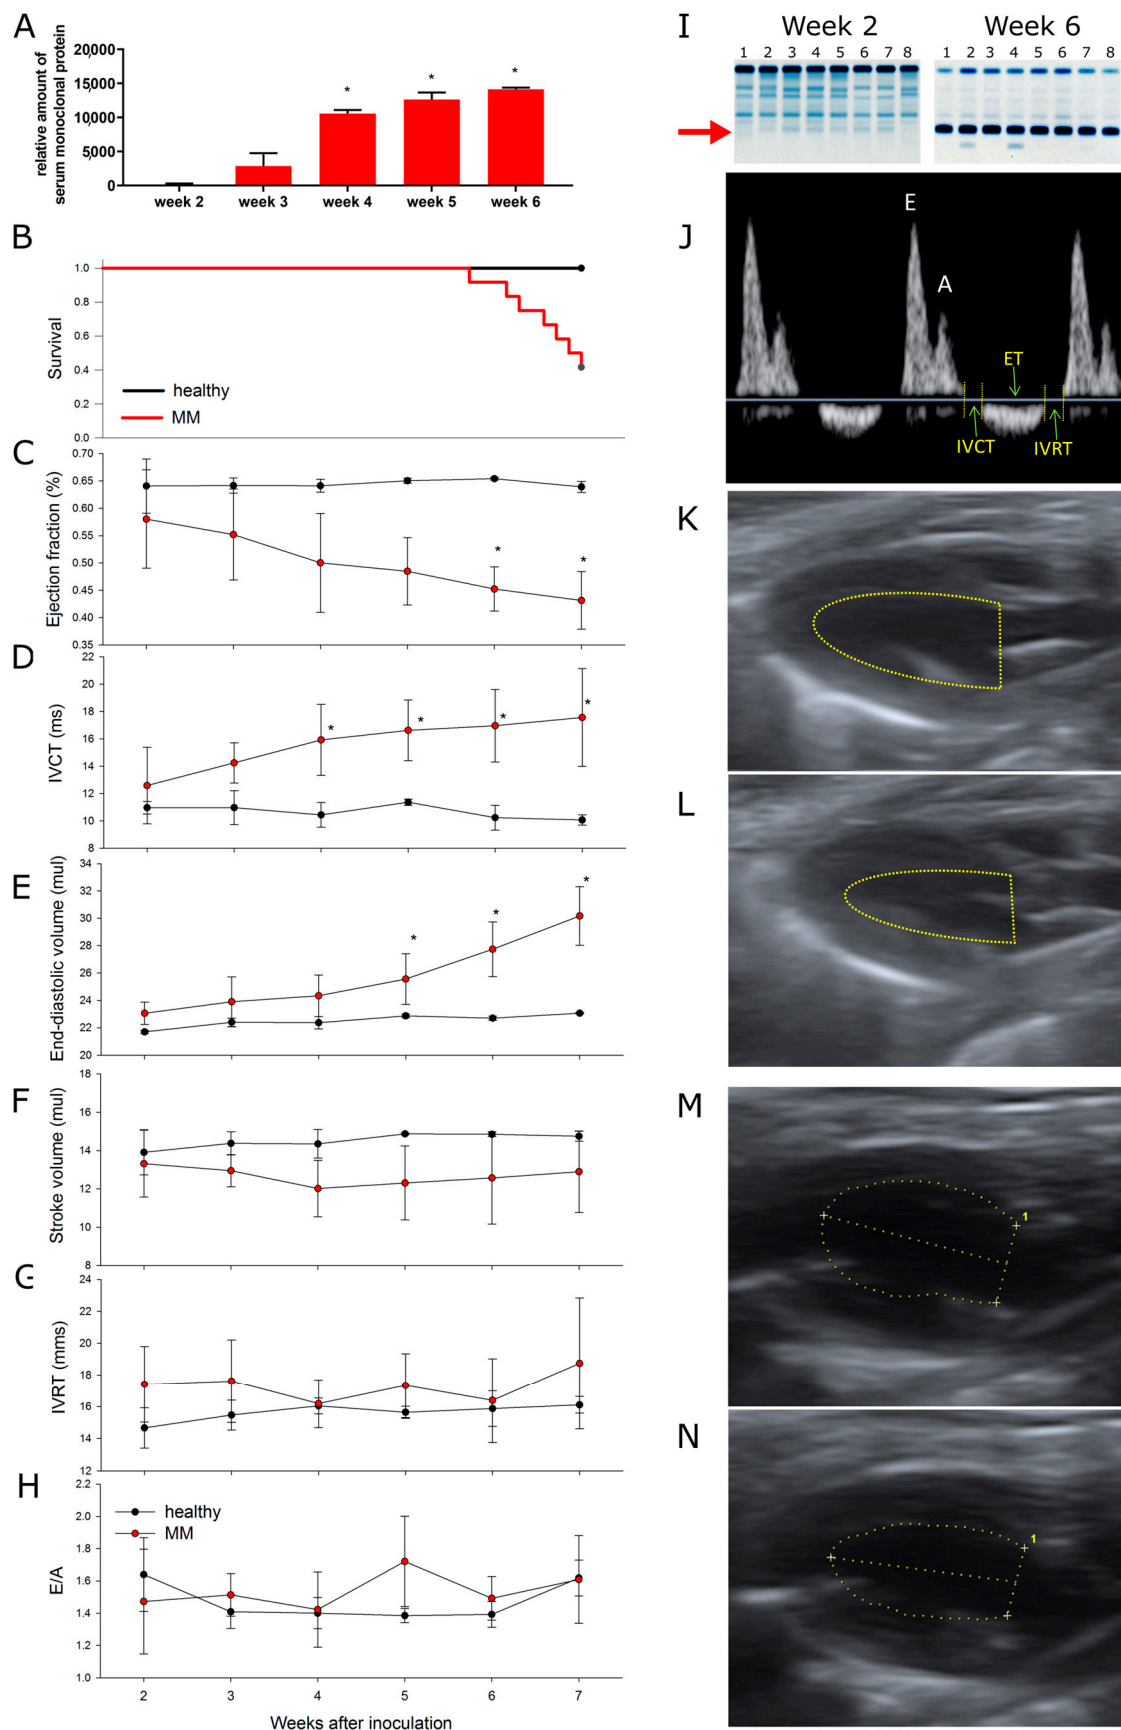 A
20,000
15000
10000
5000
0
relative amount of
serum monoclonal protein
*
*
*
week 2
week 3
week 4
week 5
week 6
B
1.0
0.8
0.6
0.4
0.2
0.0
Survival
healthy
MM
C
0.70
0.65
0.60
0.55
0.50
0.45
0.40
0.35
Ejection fraction (%)
*
*
D
22
20
18
16
14
12
10
8
IVCT (ms)
*
*
*
*
E
34
32
30
28
26
24
22
20
End-diastolic volume (mul)
*
*
*
F
18
16
14
12
10
8
Stroke volume (mul)
G
24
22
20
18
16
14
12
IVRT (mms)
H
2.2
2.0
1.8
1.6
1.4
1.2
1.0
E/A
healthy
MM
2
3
4
5
6
7
Weeks after inoculation
I
Week 2
Week 6
1 2 3 4 5 6 7 8
1 2 3 4 5 6 7 8
J
E
A
ET
IVCT
IVRT
K
L
M
1
N
1